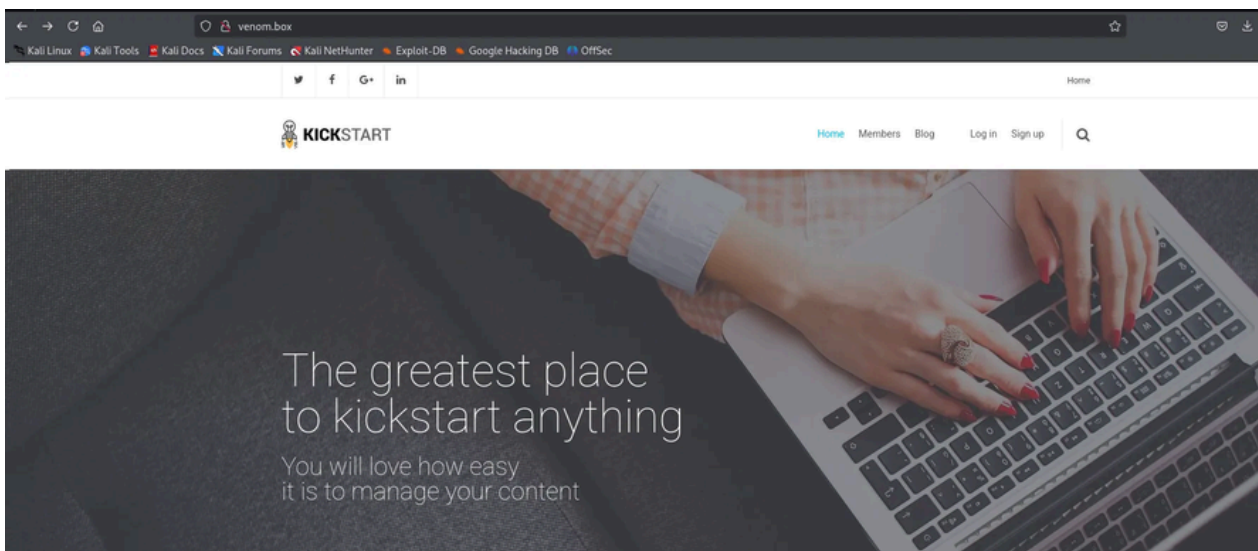 venom.box
Kali Linux Kali Tools Kali Docs Kali Forums Kali NetHunter Exploit-DB Google Hacking DB OffSec
f G+ in Home
KICKSTART Home Members Blog Log in Sign up
The greatest place
to kickstart anything
You will love how easy
it is to manage your content